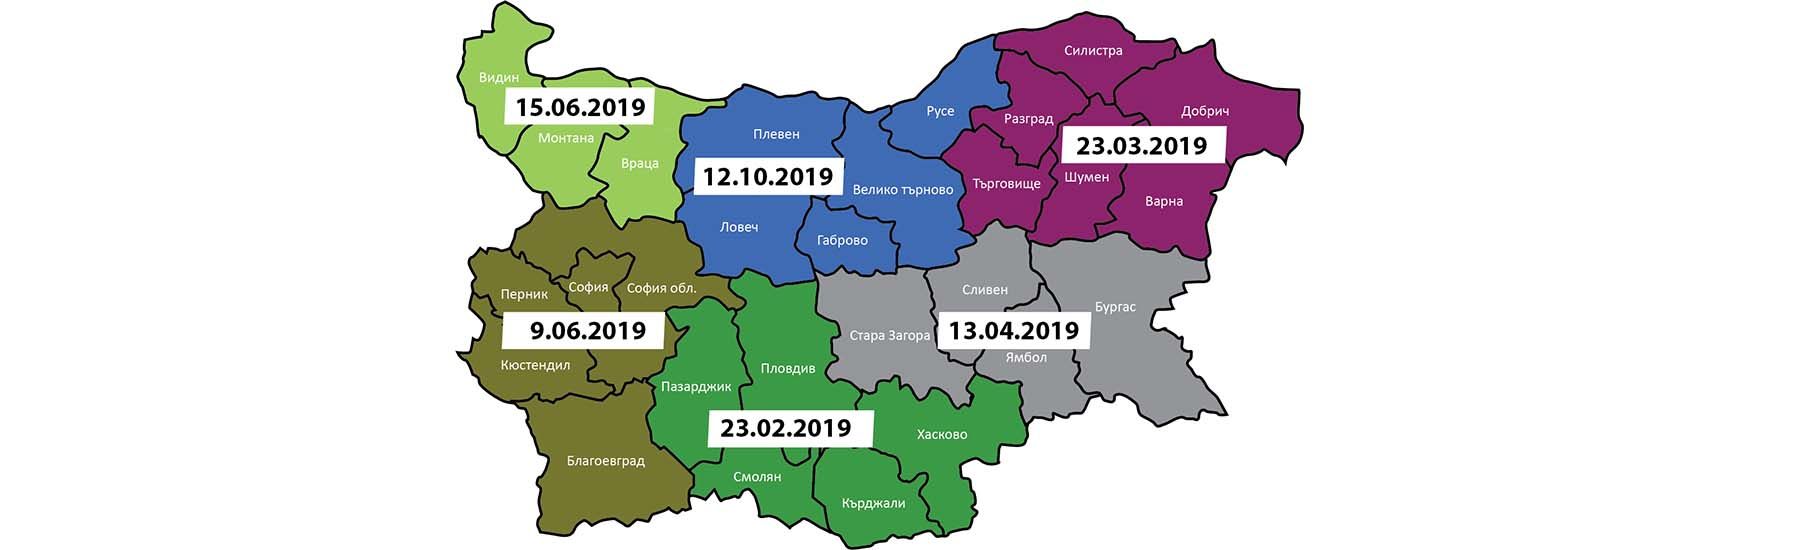 Силистра
Видин
15.06.2019
Русе
Добрич
Разград
Плевен
Монтана
23.03.2019
Враца
12.10.2019
Шумен
Търговище
Велико търново
Варна
Ловеч
Габрово
София
София обл.
Сливен
Перник
Бургас
9.06.2019
13.04.2019
Стара Загора
Ямбол
Кюстендил
Пловдив
Пазарджик
23.02.2019
Хасково
Благоевград
Смолян
Кърджали